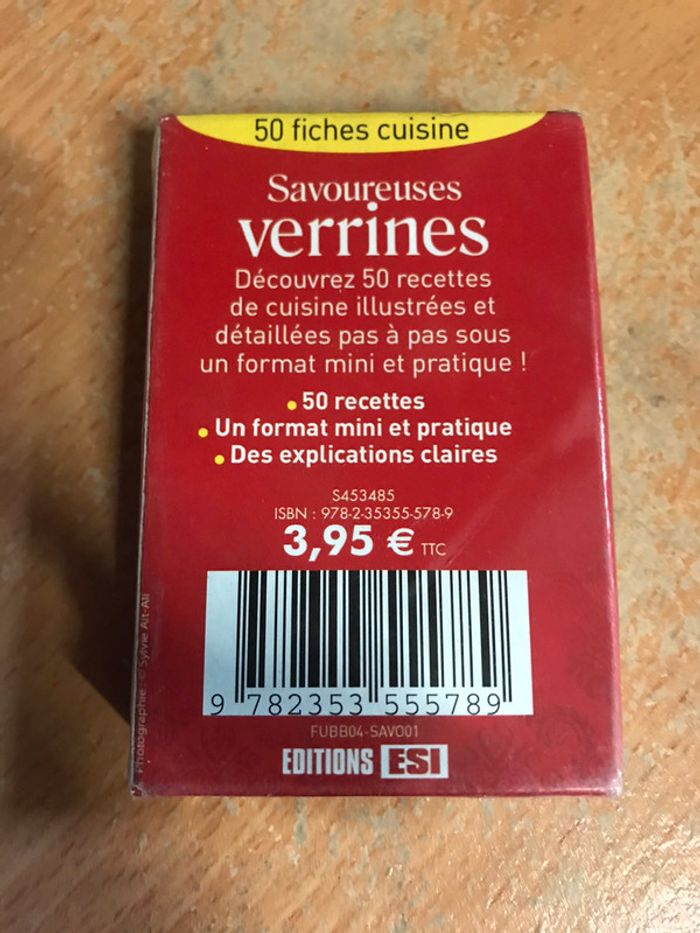 50 fiches cuisine
Savoureuses
verrines
Découvrez 50 recettes
de cuisine illustrées et
détaillées pas à pas sous
un format mini et pratique !
• 50 recettes
• Un format mini et pratique
• Des explications claires
S453485
ISBN : 978-2-35355-578-9
3,95 € TTC
9 782353 555789
FUBB04-SAVO01
EDITIONS ESI
Photographie : © Sylvie Aït-Ali